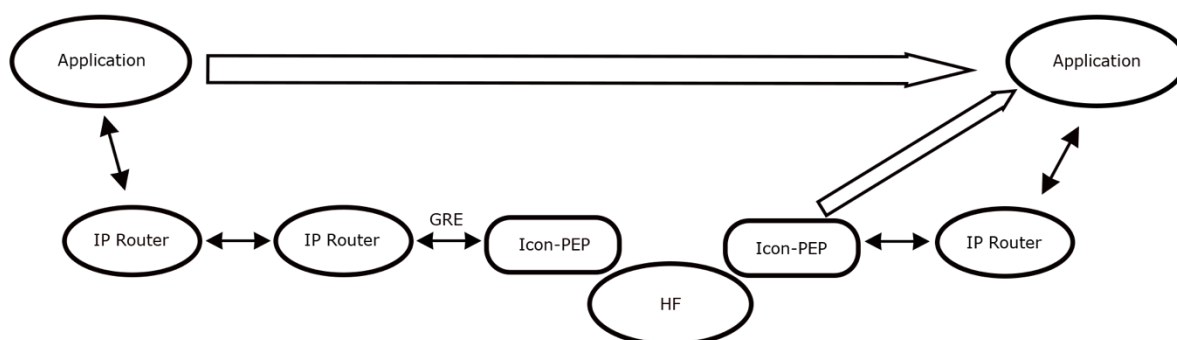 Application
Application
GRE
IP Router
IP Router
Icon-PEP
Icon-PEP
IP Router
HF